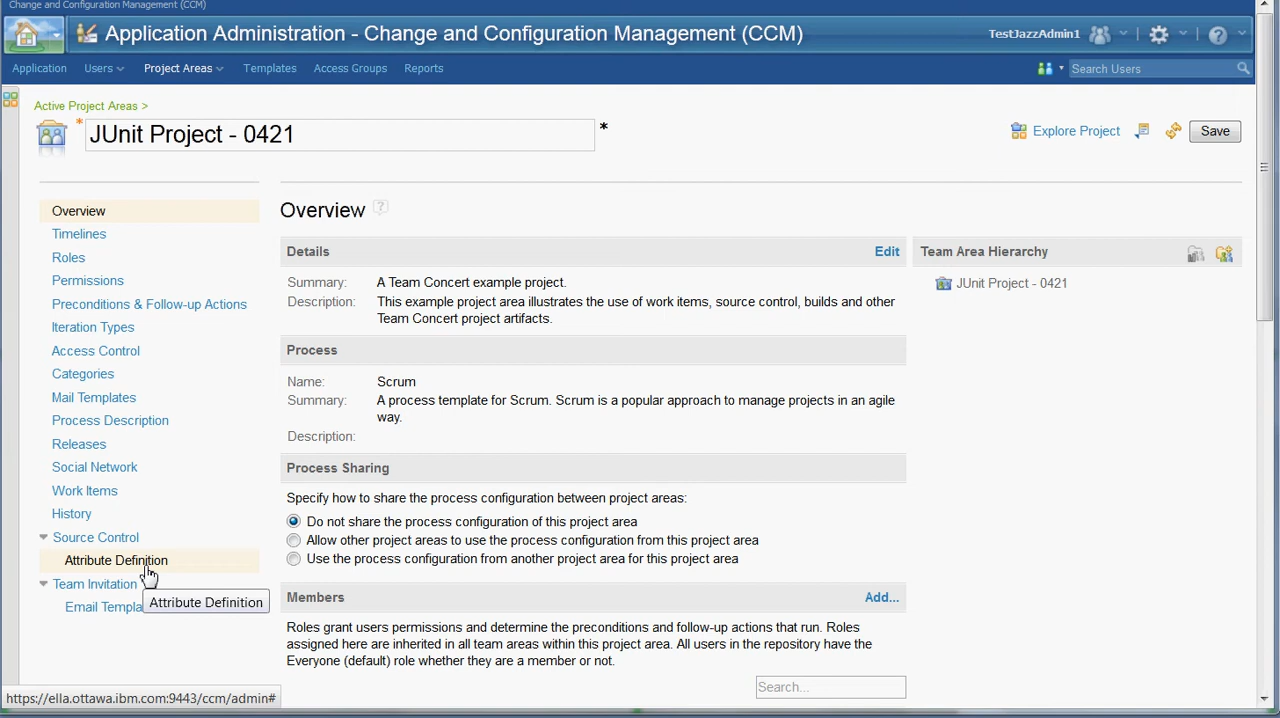 Change and Configuration Management (CCM)
Application Administration - Change and Configuration Management (CCM)
TestJazzAdmin1
Application Users Project Areas Templates Access Groups Reports
Search Users
Active Project Areas >
* JUnit Project - 0421 *
Explore Project
Save
Overview
Timelines
Roles
Permissions
Preconditions & Follow-up Actions
Iteration Types
Access Control
Categories
Mail Templates
Process Description
Releases
Social Network
Work Items
History
Source Control
Attribute Definition
Team Invitation
Email Templa
Attribute Definition
Overview ?
Details Edit
Summary: A Team Concert example project.
Description: This example project area illustrates the use of work items, source control, builds and other
Team Concert project artifacts.
Process
Name: Scrum
Summary: A process template for Scrum. Scrum is a popular approach to manage projects in an agile
way.
Description:
Process Sharing
Specify how to share the process configuration between project areas:
Do not share the process configuration of this project area
Allow other project areas to use the process configuration from this project area
Use the process configuration from another project area for this project area
Members Add...
Roles grant users permissions and determine the preconditions and follow-up actions that run. Roles
assigned here are inherited in all team areas within this project area. All users in the repository have the
Everyone (default) role whether they are a member or not.
Search...
Team Area Hierarchy
JUnit Project - 0421
https://ella.ottawa.ibm.com:9443/ccm/admin#